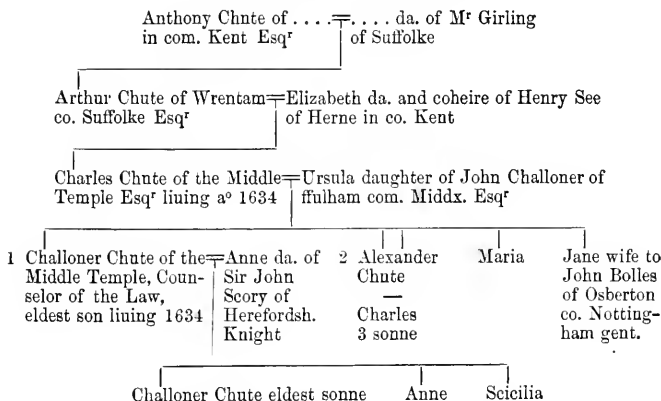 Anthony Chute of . . . . . . . . da. of Mʳ Girling
in com. Kent Esqʳ of Suffolke
Arthur Chute of Wrentam Elizabeth da. and coheire of Henry See
co. Suffolke Esqʳ of Herne in co. Kent
Charles Chute of the Middle Ursula daughter of John Challoner of
Temple Esqʳ liuing aº 1634 ffulham com. Middx. Esqʳ
1 Challoner Chute of the
Middle Temple, Coun-
selor of the Law,
eldest son liuing 1634
Anne da. of
Sir John
Scory of
Herefordsh.
Knight
2 Alexander
Chute
—
Charles
3 sonne
Maria
Jane wife to
John Bolles
of Osberton
co. Notting-
ham gent.
Challoner Chute eldest sonne Anne Scicilia